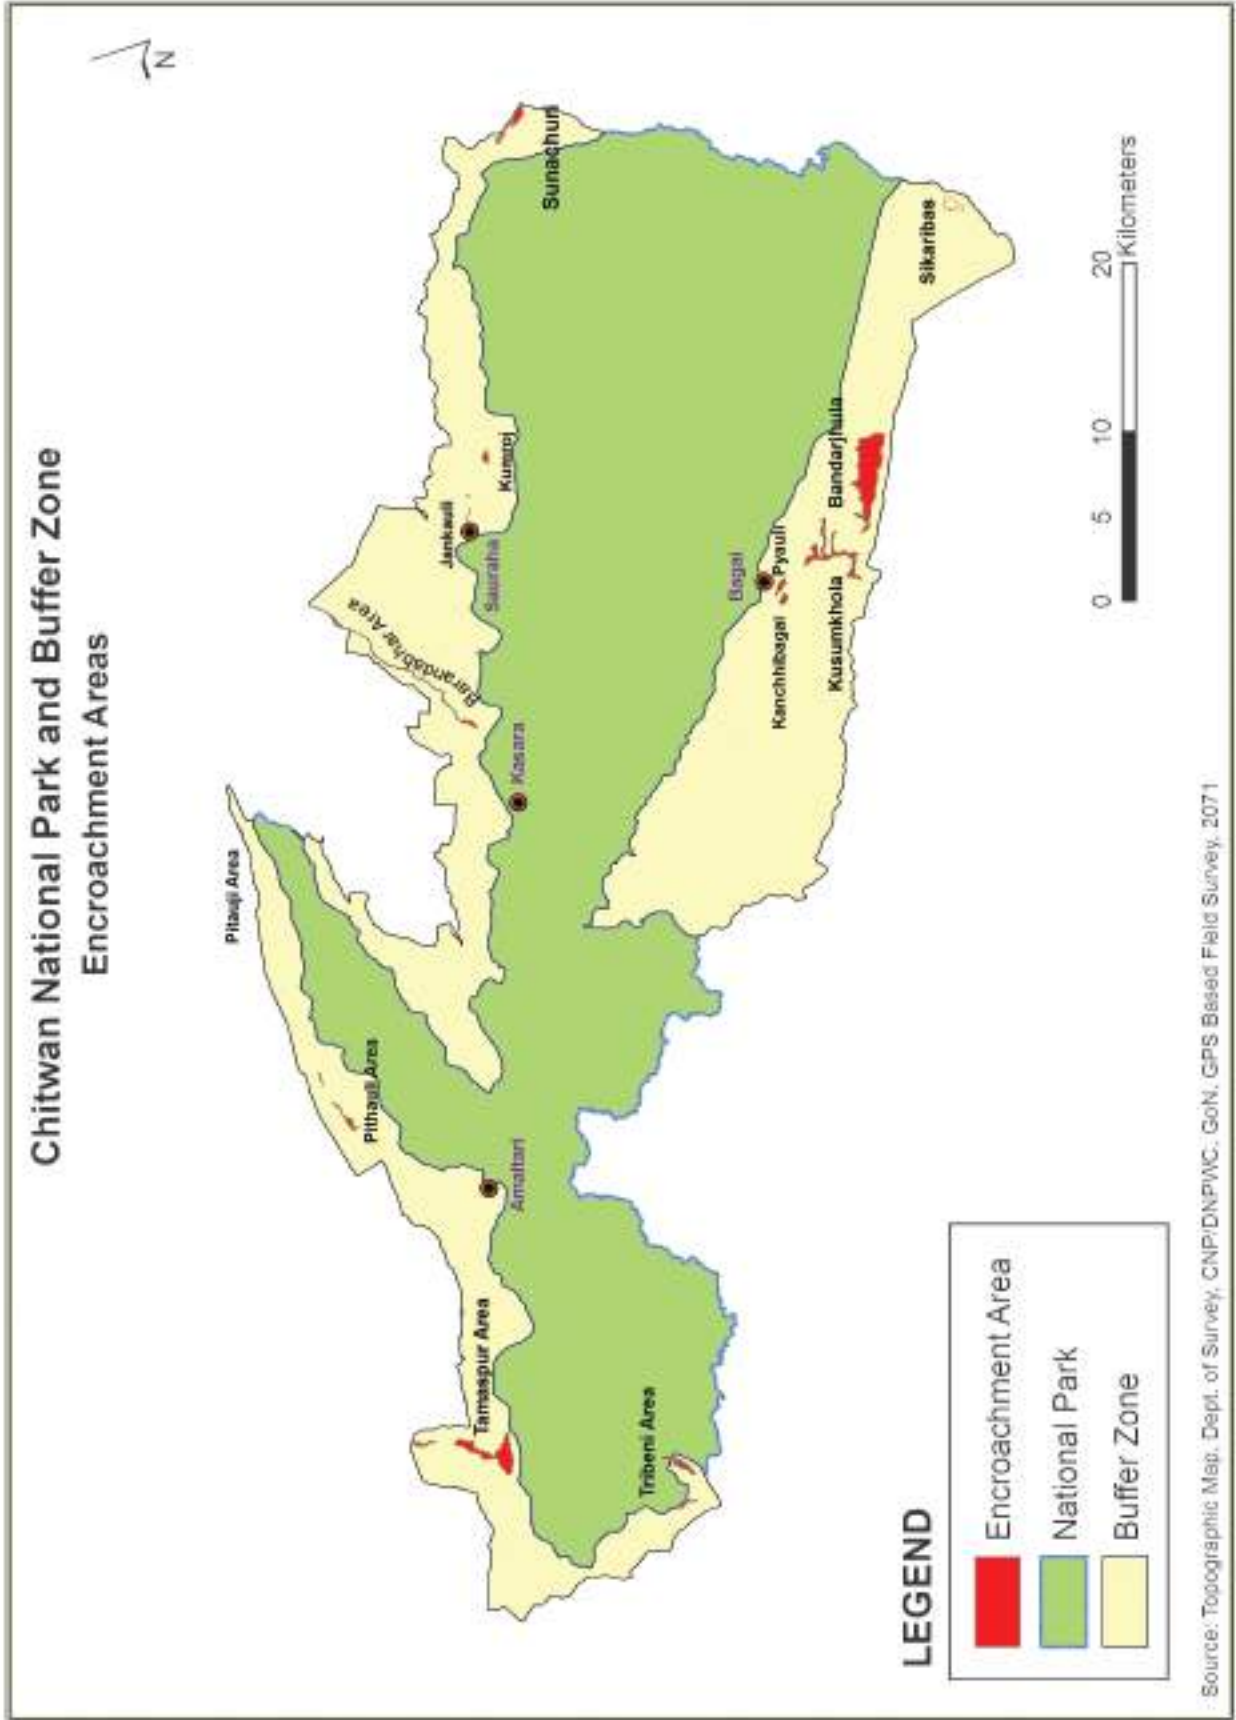 Chitwan National Park and Buffer Zone
Encroachment Areas
N
Pitauji Area
Pithauli Area
Amaltari
Tamaspur Area
Tribeni Area
Kasara
Barandabhar Area
Jankauli
Sauraha
Kumroj
Sunachuri
Bagai
Pyauli
Kanchhibagai
Kusumkhola
Bandarjhula
Sikaribas
0 5 10 20
Kilometers
LEGEND
Encroachment Area
National Park
Buffer Zone
Source: Topographic Map, Dept. of Survey, CNP/DNPWC, GoN, GPS Based Field Survey, 2071